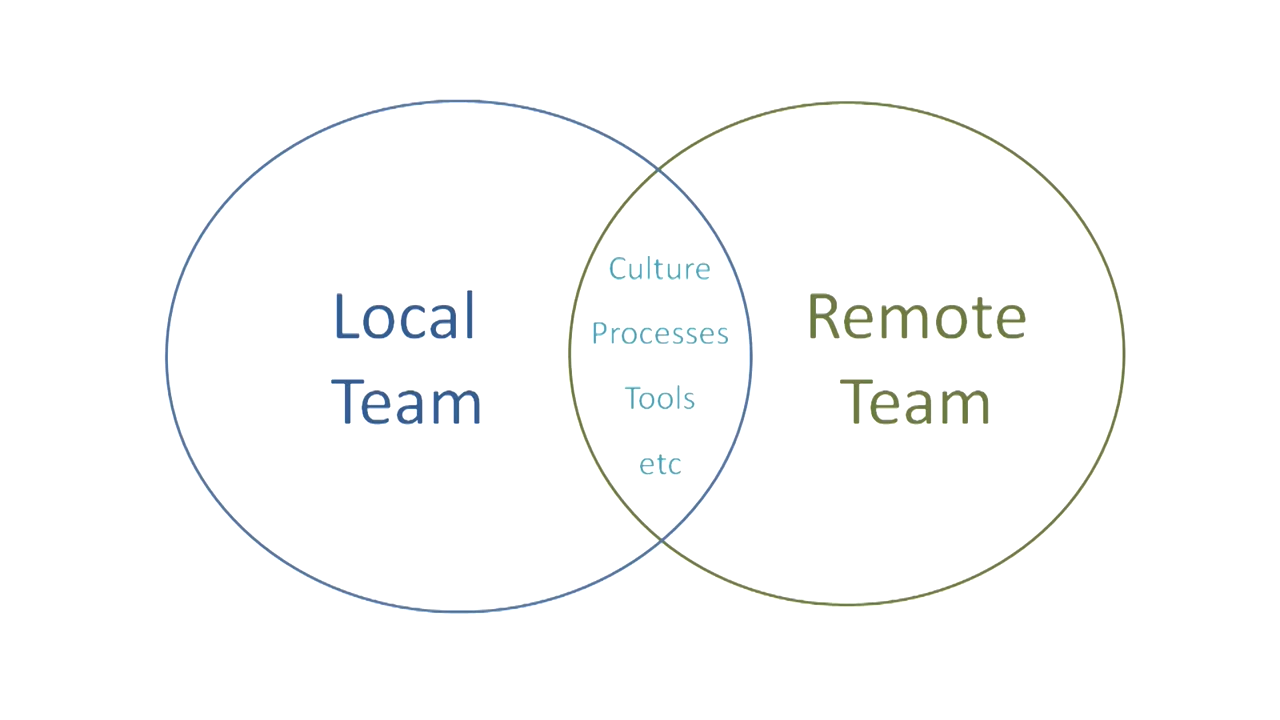 Local
Team
Culture
Processes
Tools
etc
Remote
Team